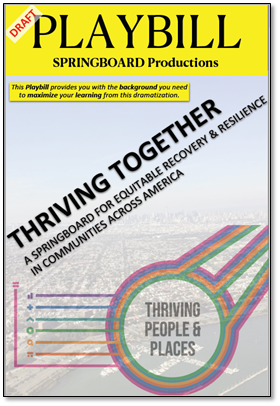 DRAFT
PLAYBILL
SPRINGBOARD Productions
This Playbill provides you with the background you need
to maximize your learning from this dramatization.
THRIVING TOGETHER
A SPRINGBOARD FOR EQUITABLE RECOVERY & RESILIENCE
IN COMMUNITIES ACROSS AMERICA
THRIVING
PEOPLE &
PLACES